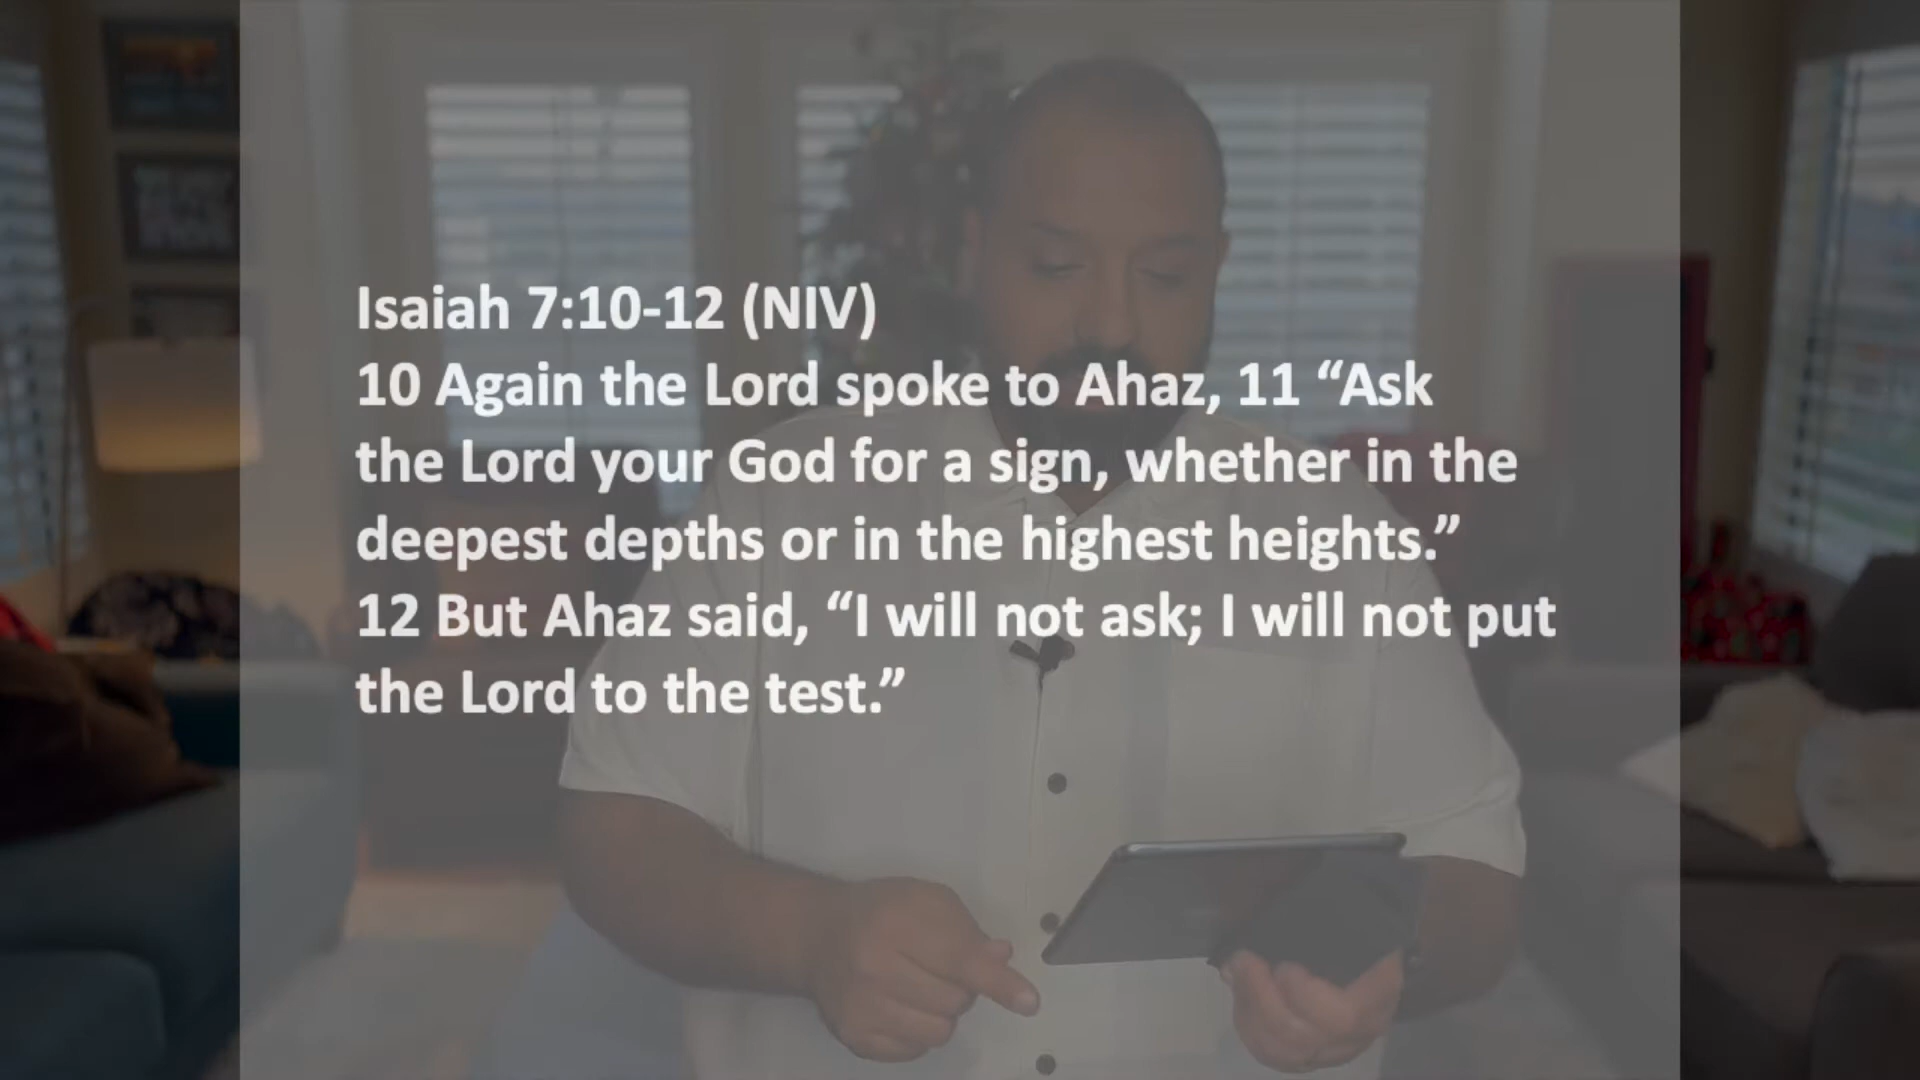 Isaiah 7:10-12 (NIV)
10 Again the Lord spoke to Ahaz, 11 “Ask
the Lord your God for a sign, whether in the
deepest depths or in the highest heights.”
12 But Ahaz said, “I will not ask; I will not put
the Lord to the test.”